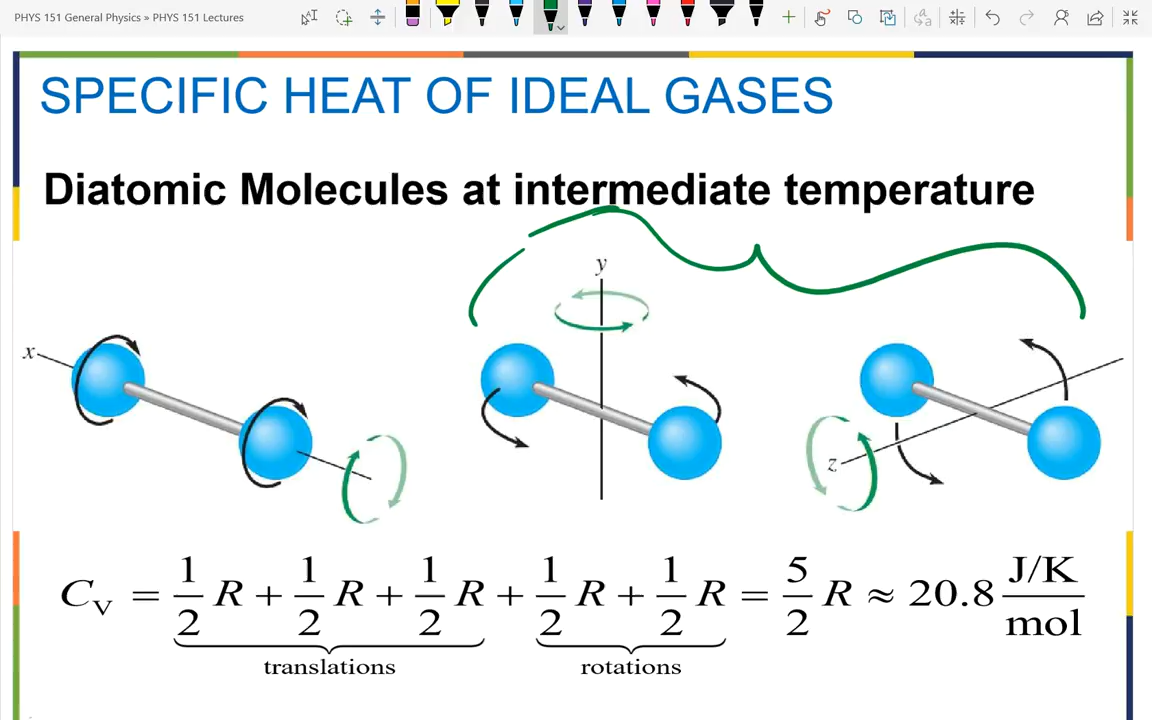 PHYS 151 General Physics » PHYS 151 Lectures
SPECIFIC HEAT OF IDEAL GASES
Diatomic Molecules at intermediate temperature
x
y
z
C_V = 1/2 R + 1/2 R + 1/2 R + 1/2 R + 1/2 R = 5/2 R ≈ 20.8 J/K/mol
translations rotations